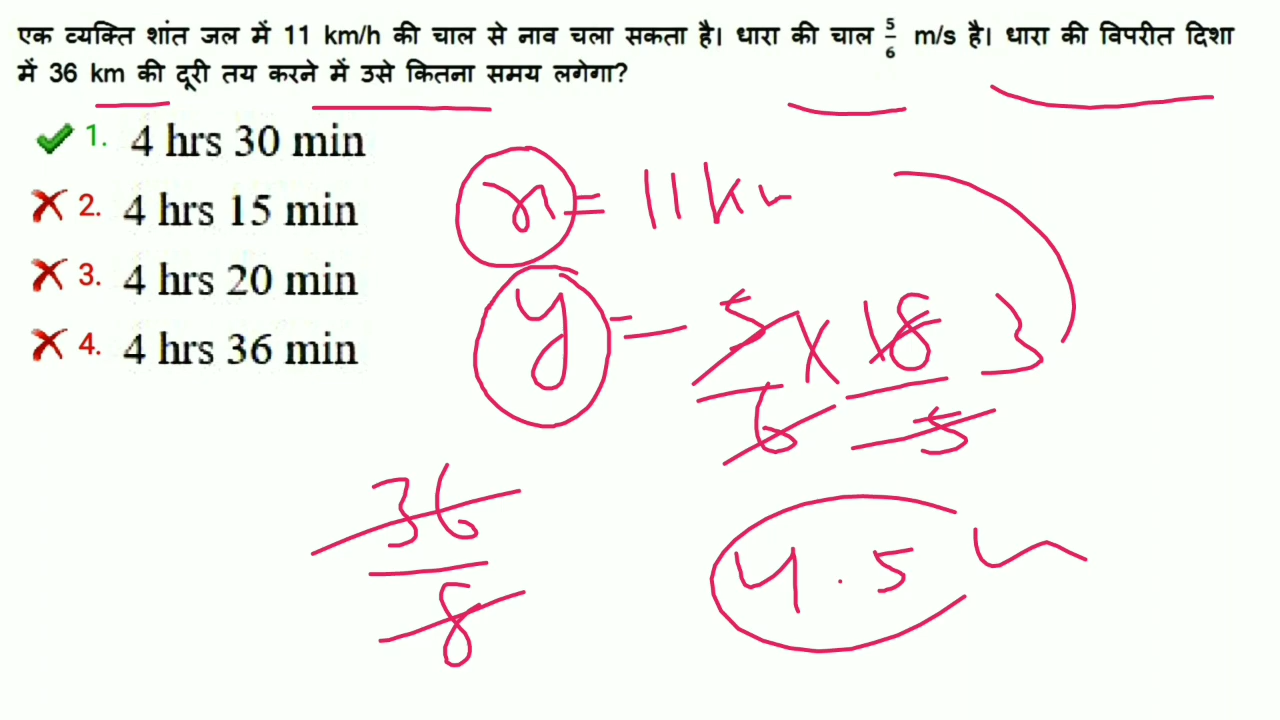 एक व्यक्ति शांत जल में 11 km/h की चाल से नाव चला सकता है। धारा की चाल 5/6 m/s है। धारा की विपरीत दिशा
में 36 km की दूरी तय करने में उसे कितना समय लगेगा?
1. 4 hrs 30 min
2. 4 hrs 15 min
3. 4 hrs 20 min
4. 4 hrs 36 min
x = 11 km
y = 5/6 × 18/5 3
36/8
4.5 h